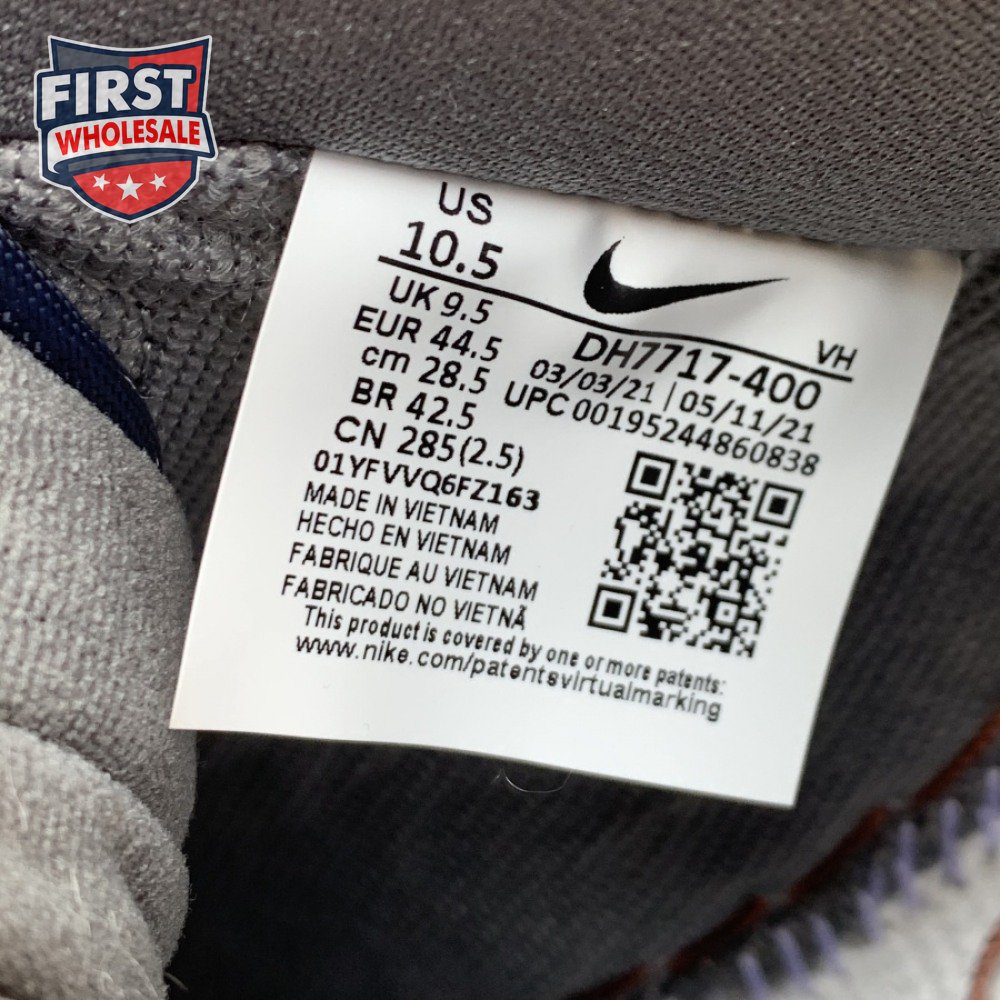 FIRST
WHOLESALE
US
10.5
UK 9.5
EUR 44.5
cm 28.5
BR 42.5
CN 285(2.5)
01YFVVQ6FZ163
MADE IN VIETNAM
HECHO EN VIETNAM
FABRIQUE AU VIETNAM
FABRICADO NO VIETNÃ
This product is covered by one or more patents:
www.nike.com/patentsvirtualmarking
VH
DH7717-400
03/03/21 | 05/11/21
UPC 00195244860838